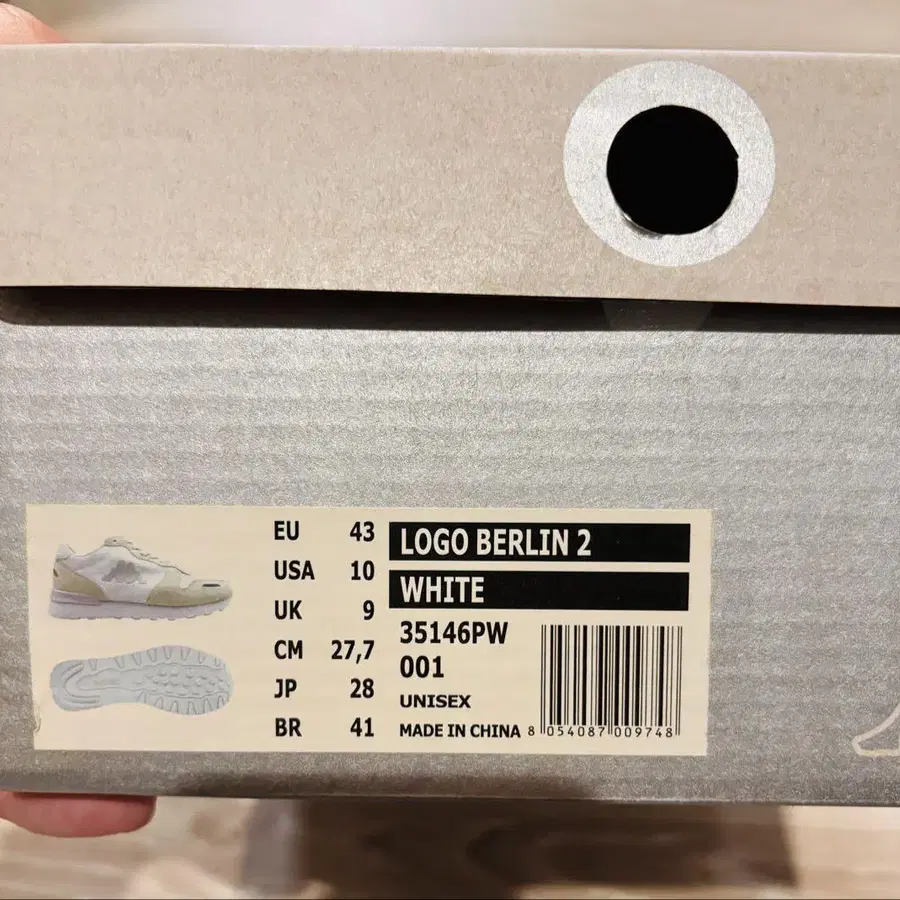 EU 43
USA 10
UK 9
CM 27,7
JP 28
BR 41
LOGO BERLIN 2
WHITE
35146PW
001
UNISEX
MADE IN CHINA
8 054087 009748